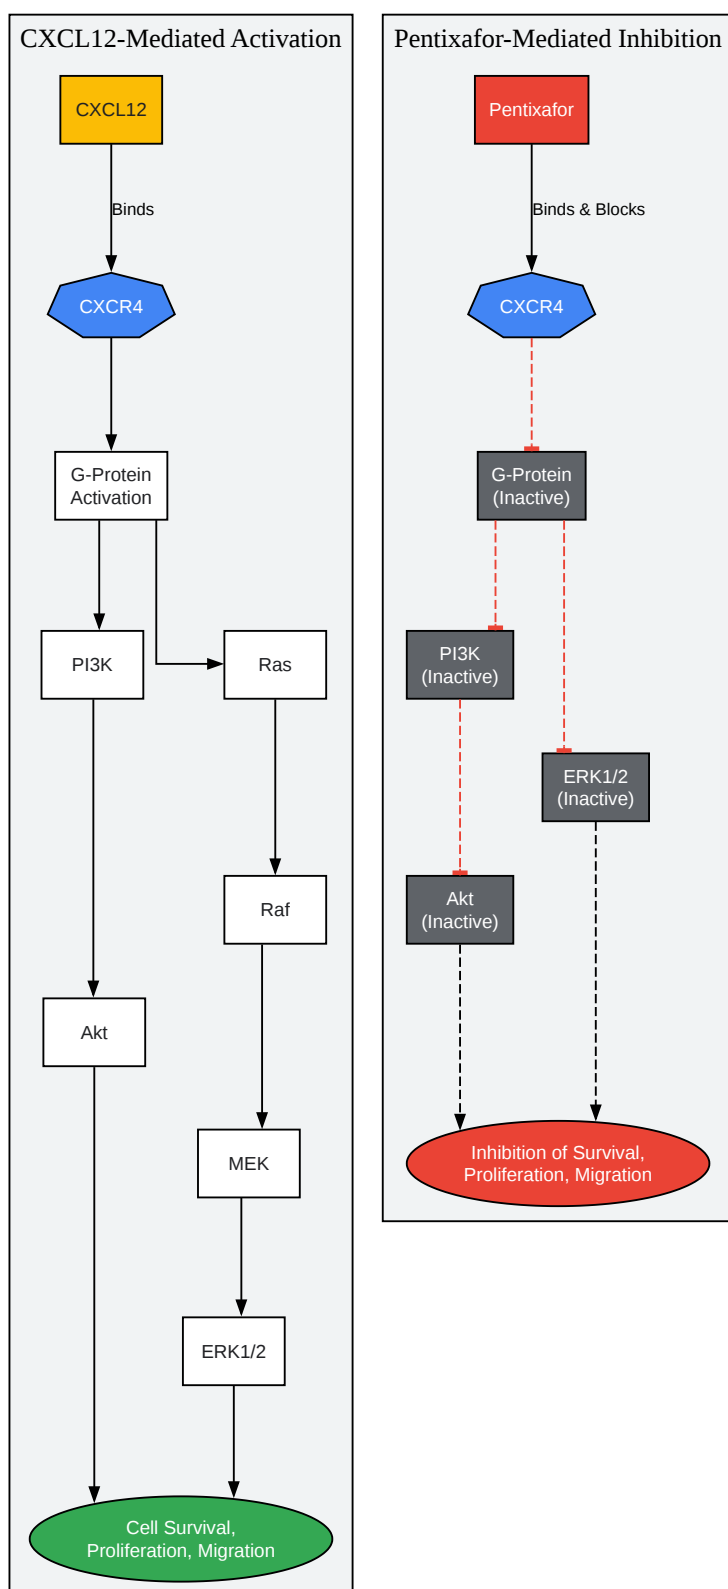 CXCL12-Mediated Activation
CXCL12
Binds
CXCR4
G-Protein
Activation
PI3K
Ras
Raf
Akt
MEK
ERK1/2
Cell Survival,
Proliferation, Migration
Pentixafor-Mediated Inhibition
Pentixafor
Binds & Blocks
CXCR4
G-Protein
(Inactive)
PI3K
(Inactive)
ERK1/2
(Inactive)
Akt
(Inactive)
Inhibition of Survival,
Proliferation, Migration